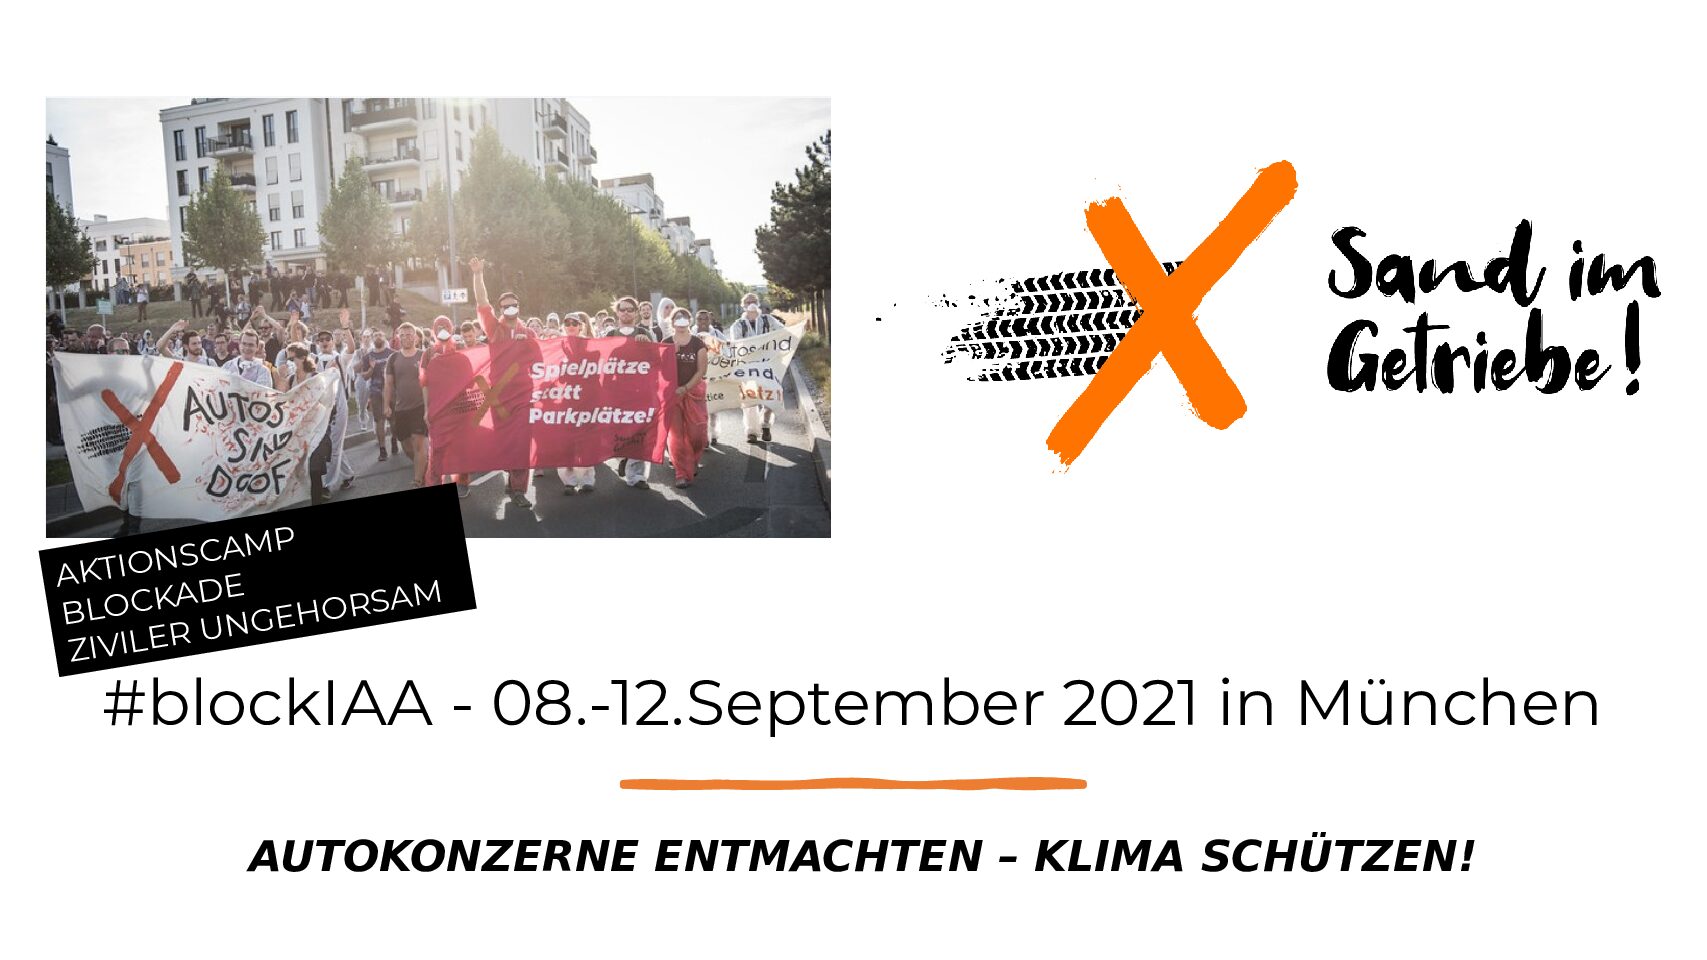 AUTOS
SIND
DOOF
Spielplätze
statt
Parkplätze!
AKTIONSCAMP
BLOCKADE
ZIVILER UNGEHORSAM
Sand im
Getriebe!
#blockIAA - 08.-12.September 2021 in München
AUTOKONZERNE ENTMACHTEN – KLIMA SCHÜTZEN!